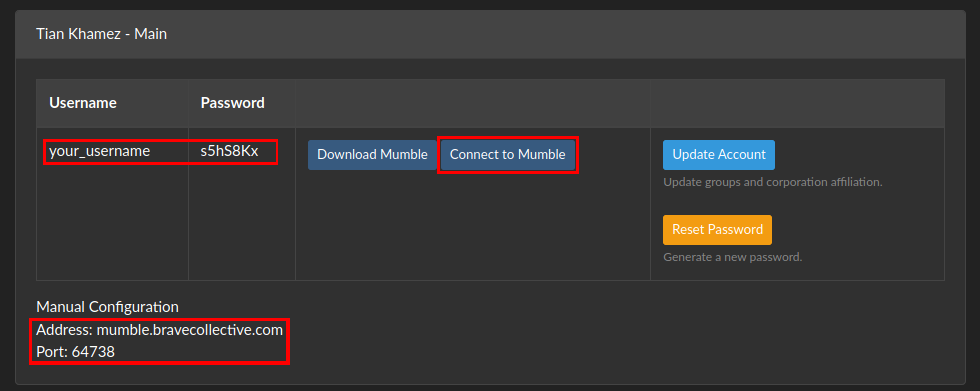 Tian Khamez - Main
Username Password
your_username s5hS8Kx Download Mumble Connect to Mumble Update Account
Update groups and corporation affiliation.
Reset Password
Generate a new password.
Manual Configuration
Address: mumble.bravecollective.com
Port: 64738